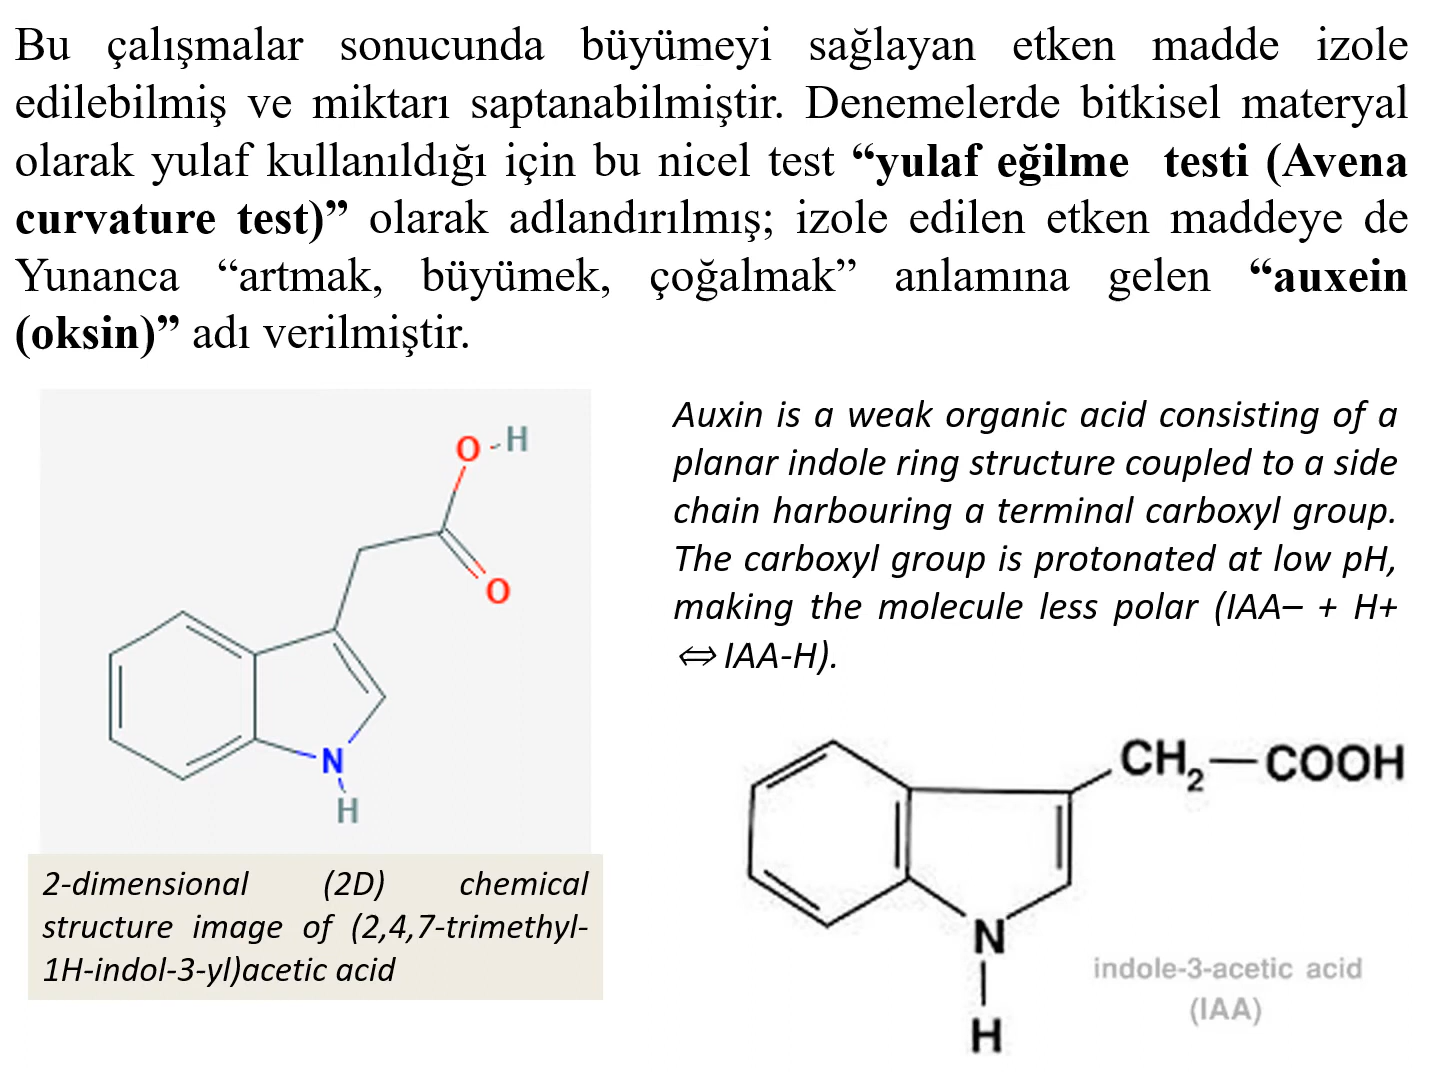 Bu çalışmalar sonucunda büyümeyi sağlayan etken madde izole
edilebilmiş ve miktarı saptanabilmiştir. Denemelerde bitkisel materyal
olarak yulaf kullanıldığı için bu nicel test “yulaf eğilme testi (Avena
curvature test)” olarak adlandırılmış; izole edilen etken maddeye de
Yunanca “artmak, büyümek, çoğalmak” anlamına gelen “auxein
(oksin)” adı verilmiştir.
O H
O
N
H
2-dimensional (2D) chemical
structure image of (2,4,7-trimethyl-
1H-indol-3-yl)acetic acid
Auxin is a weak organic acid consisting of a
planar indole ring structure coupled to a side
chain harbouring a terminal carboxyl group.
The carboxyl group is protonated at low pH,
making the molecule less polar (IAA– + H+
⇔ IAA-H).
CH₂—COOH
N
H
indole-3-acetic acid
(IAA)